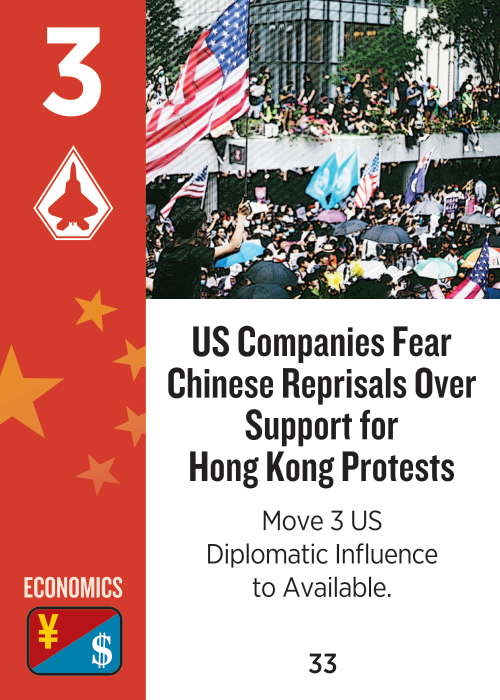 3
US Companies Fear
Chinese Reprisals Over
Support for
Hong Kong Protests
Move 3 US
Diplomatic Influence
to Available.
ECONOMICS
¥
$
33